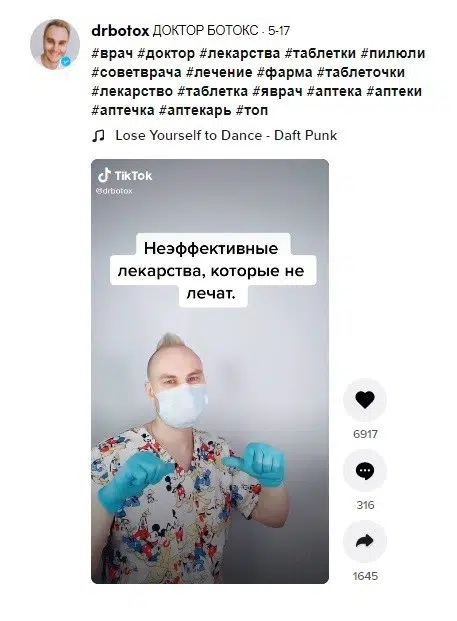 drbotox ДОКТОР БОТОКС · 5-17
#врач #доктор #лекарства #таблетки #пилюли
#советврача #лечение #фарма #таблеточки
#лекарство #таблетка #яврач #аптека #аптеки
#аптечка #аптекарь #топ
Lose Yourself to Dance - Daft Punk
TikTok
@drbotox
Неэффективные
лекарства, которые не
лечат.
6917
316
1645